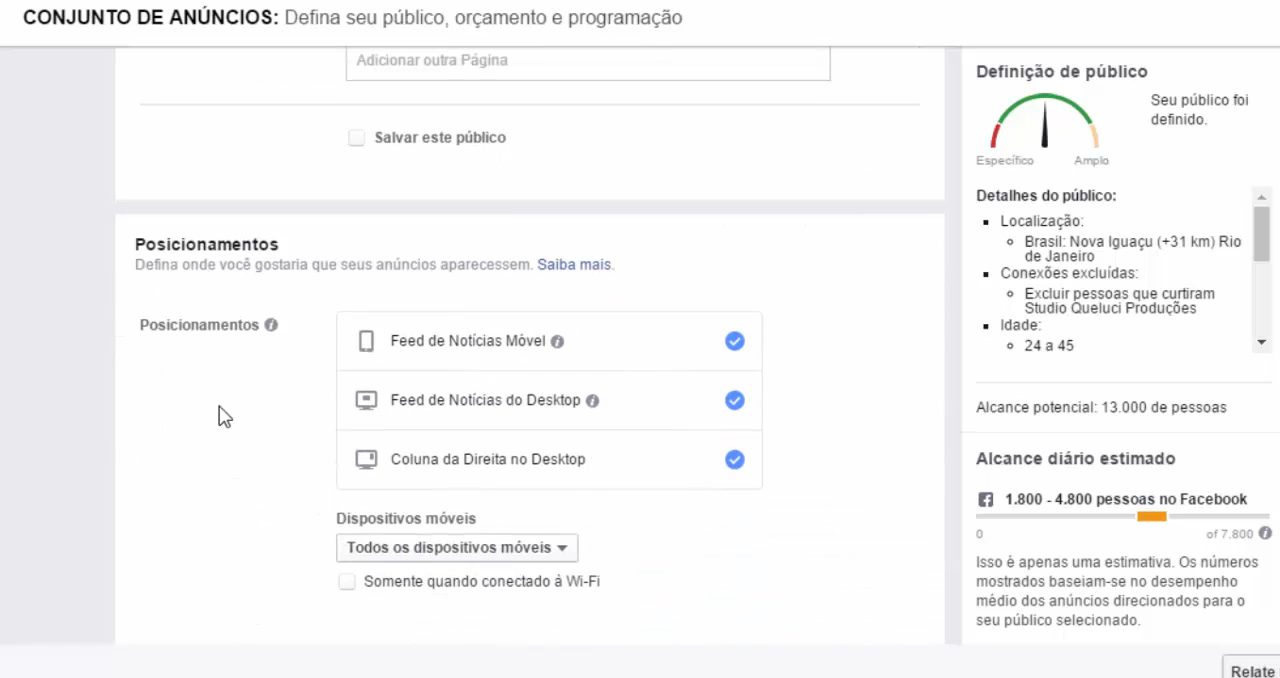 CONJUNTO DE ANÚNCIOS: Defina seu público, orçamento e programação
Adicionar outra Página
Salvar este público
Posicionamentos
Defina onde você gostaria que seus anúncios aparecessem. Saiba mais.
Posicionamentos
Feed de Notícias Móvel
Feed de Notícias do Desktop
Coluna da Direita no Desktop
Dispositivos móveis
Todos os dispositivos móveis
Somente quando conectado à Wi-Fi
Definição de público
Seu público foi
definido.
Específico
Amplo
Detalhes do público:
Localização:
Brasil: Nova Iguaçu (+31 km) Rio
de Janeiro
Conexões excluídas:
Excluir pessoas que curtiram
Studio Queluci Produções
Idade:
24 a 45
Alcance potencial: 13.000 de pessoas
Alcance diário estimado
1.800 - 4.800 pessoas no Facebook
0
of 7.800
Isso é apenas uma estimativa. Os números
mostrados baseiam-se no desempenho
médio dos anúncios direcionados para o
seu público selecionado.
Relate